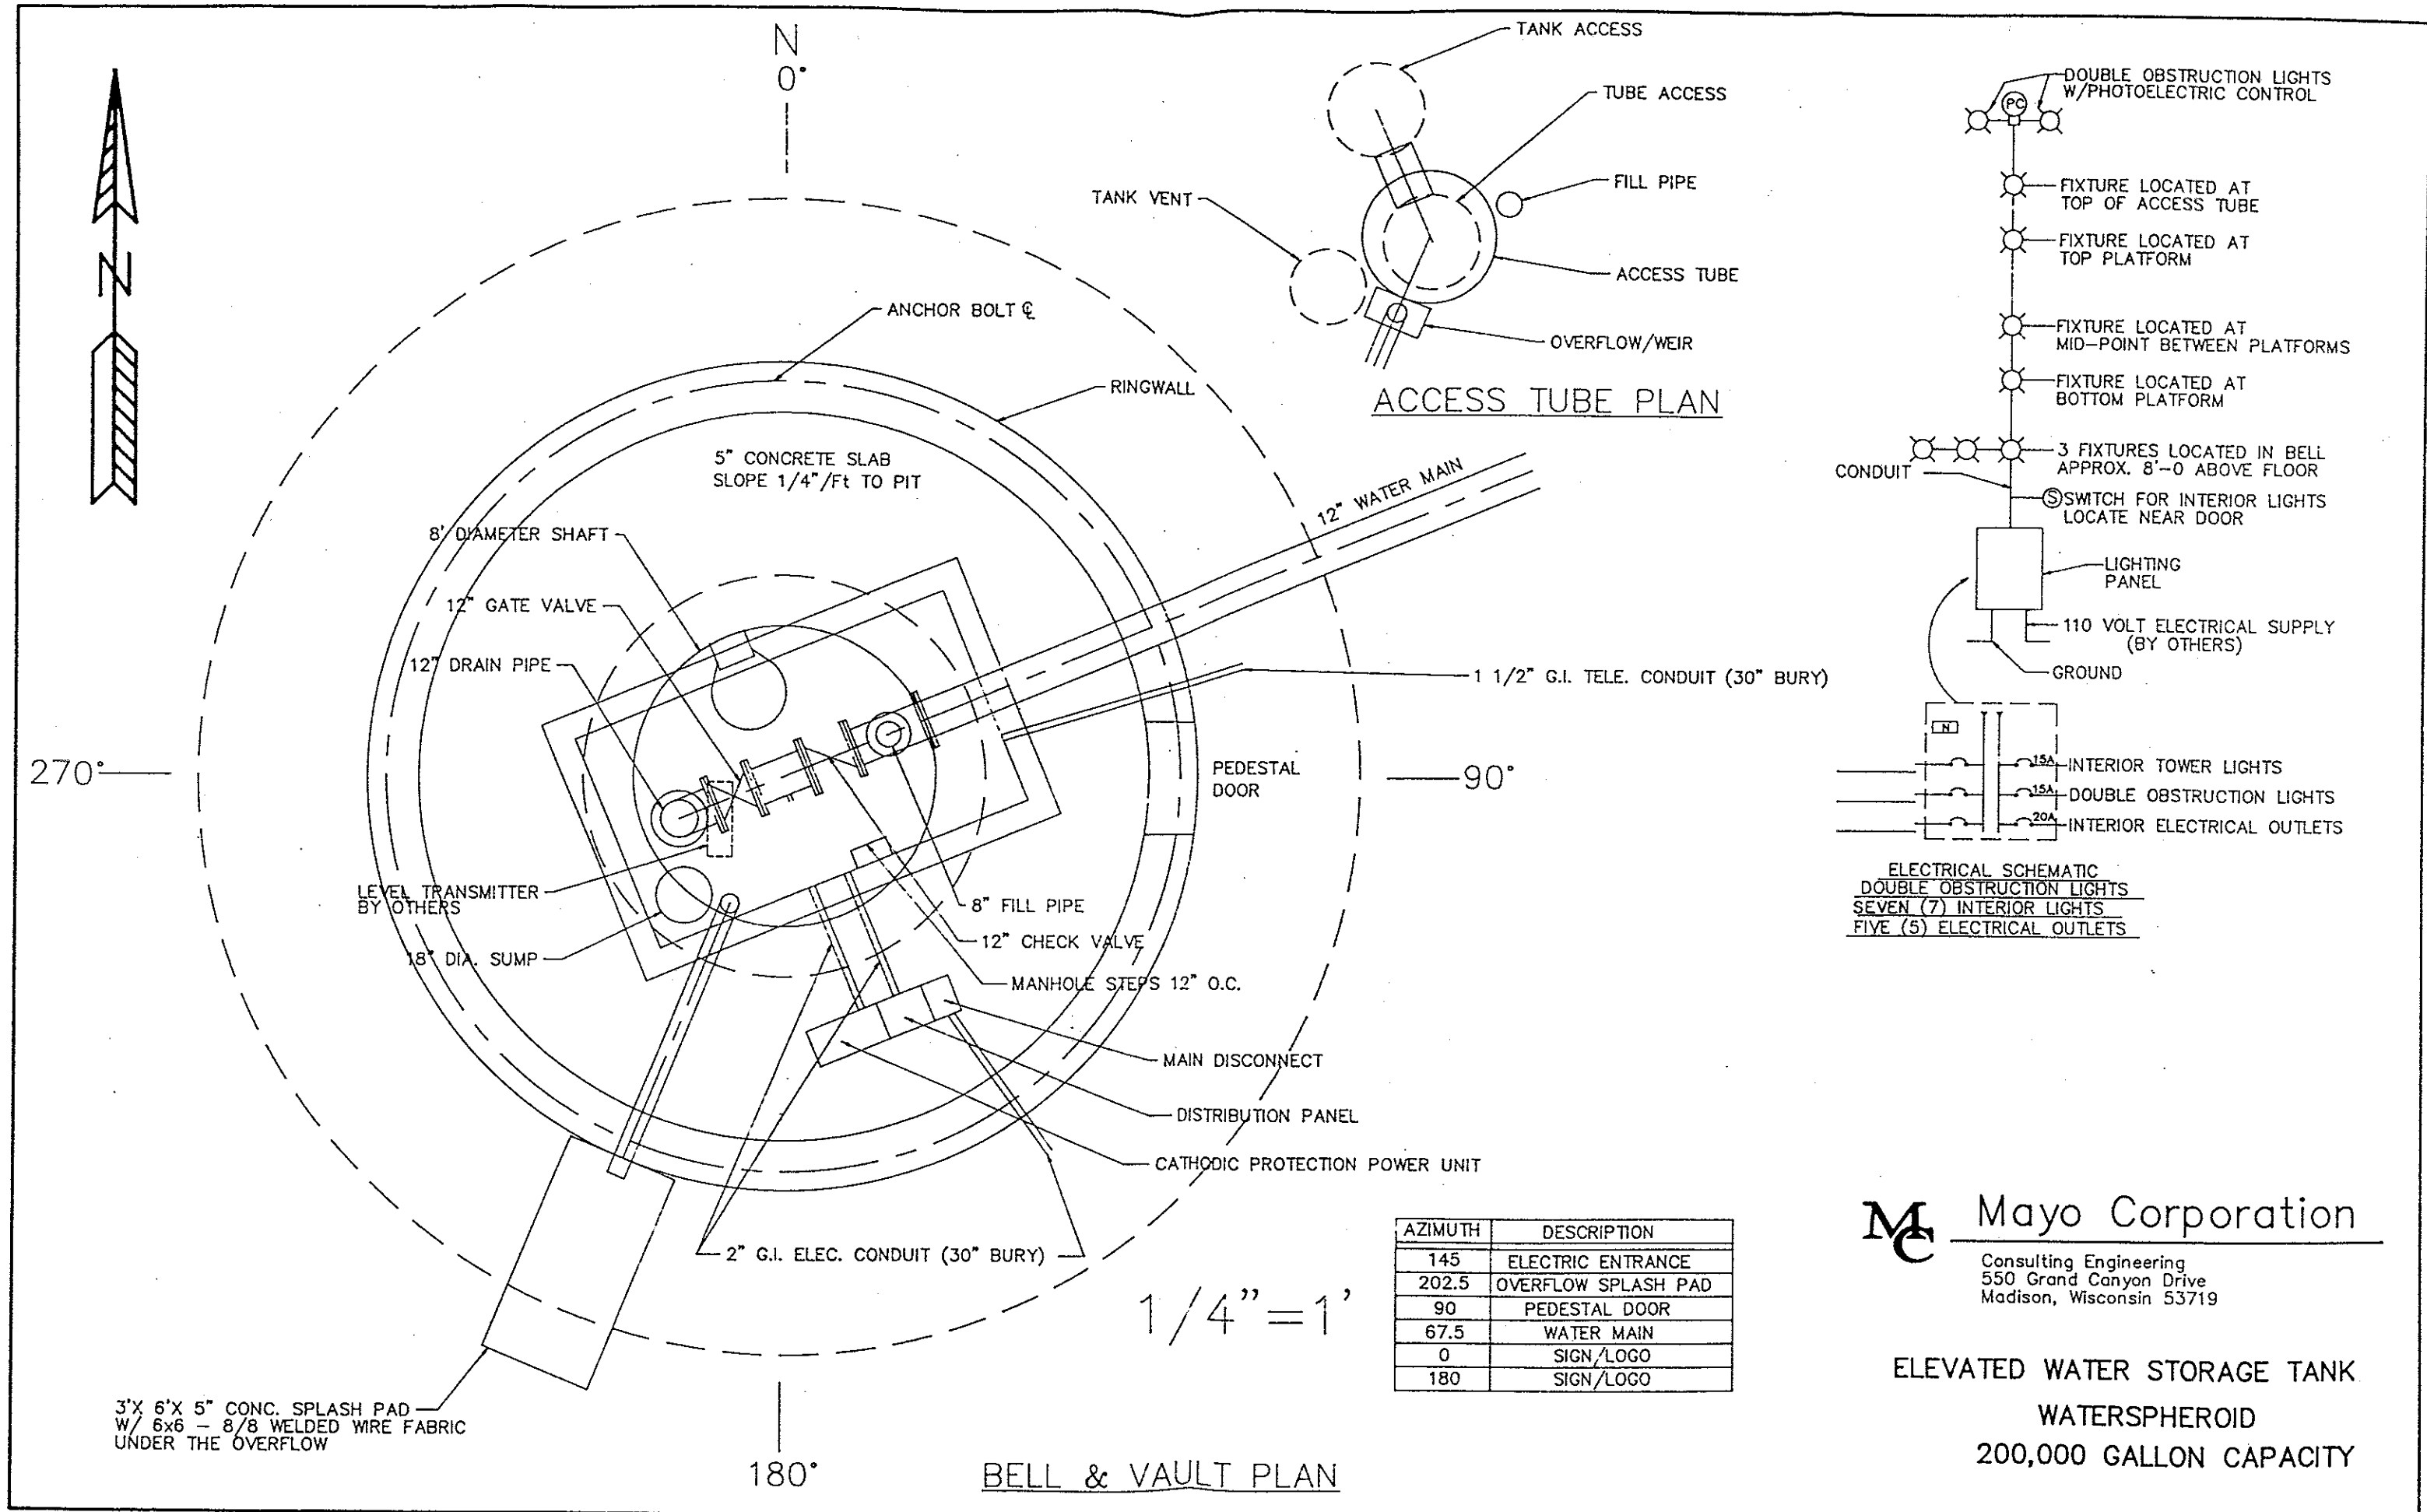 N
0°
N
270°
90°
180°
ANCHOR BOLT ℄
RINGWALL
5" CONCRETE SLAB
SLOPE 1/4"/Ft TO PIT
8' DIAMETER SHAFT
12" GATE VALVE
12" DRAIN PIPE
12" WATER MAIN
1 1/2" G.I. TELE. CONDUIT (30" BURY)
PEDESTAL
DOOR
LEVEL TRANSMITTER
BY OTHERS
18" DIA. SUMP
8" FILL PIPE
12" CHECK VALVE
MANHOLE STEPS 12" O.C.
MAIN DISCONNECT
DISTRIBUTION PANEL
CATHODIC PROTECTION POWER UNIT
2" G.I. ELEC. CONDUIT (30" BURY)
3'X 6'X 5" CONC. SPLASH PAD
W/ 6x6 – 8/8 WELDED WIRE FABRIC
UNDER THE OVERFLOW
1/4"=1'
BELL & VAULT PLAN
TANK ACCESS
TUBE ACCESS
FILL PIPE
TANK VENT
ACCESS TUBE
OVERFLOW/WEIR
ACCESS TUBE PLAN
DOUBLE OBSTRUCTION LIGHTS
W/PHOTOELECTRIC CONTROL
PC
FIXTURE LOCATED AT
TOP OF ACCESS TUBE
FIXTURE LOCATED AT
TOP PLATFORM
FIXTURE LOCATED AT
MID-POINT BETWEEN PLATFORMS
FIXTURE LOCATED AT
BOTTOM PLATFORM
3 FIXTURES LOCATED IN BELL
APPROX. 8'-0 ABOVE FLOOR
CONDUIT
S SWITCH FOR INTERIOR LIGHTS
LOCATE NEAR DOOR
LIGHTING
PANEL
110 VOLT ELECTRICAL SUPPLY
(BY OTHERS)
GROUND
N
15A INTERIOR TOWER LIGHTS
15A DOUBLE OBSTRUCTION LIGHTS
20A INTERIOR ELECTRICAL OUTLETS
ELECTRICAL SCHEMATIC
DOUBLE OBSTRUCTION LIGHTS
SEVEN (7) INTERIOR LIGHTS
FIVE (5) ELECTRICAL OUTLETS
AZIMUTH DESCRIPTION
145 ELECTRIC ENTRANCE
202.5 OVERFLOW SPLASH PAD
90 PEDESTAL DOOR
67.5 WATER MAIN
0 SIGN/LOGO
180 SIGN/LOGO
MC Mayo Corporation
Consulting Engineering
550 Grand Canyon Drive
Madison, Wisconsin 53719
ELEVATED WATER STORAGE TANK
WATERSPHEROID
200,000 GALLON CAPACITY